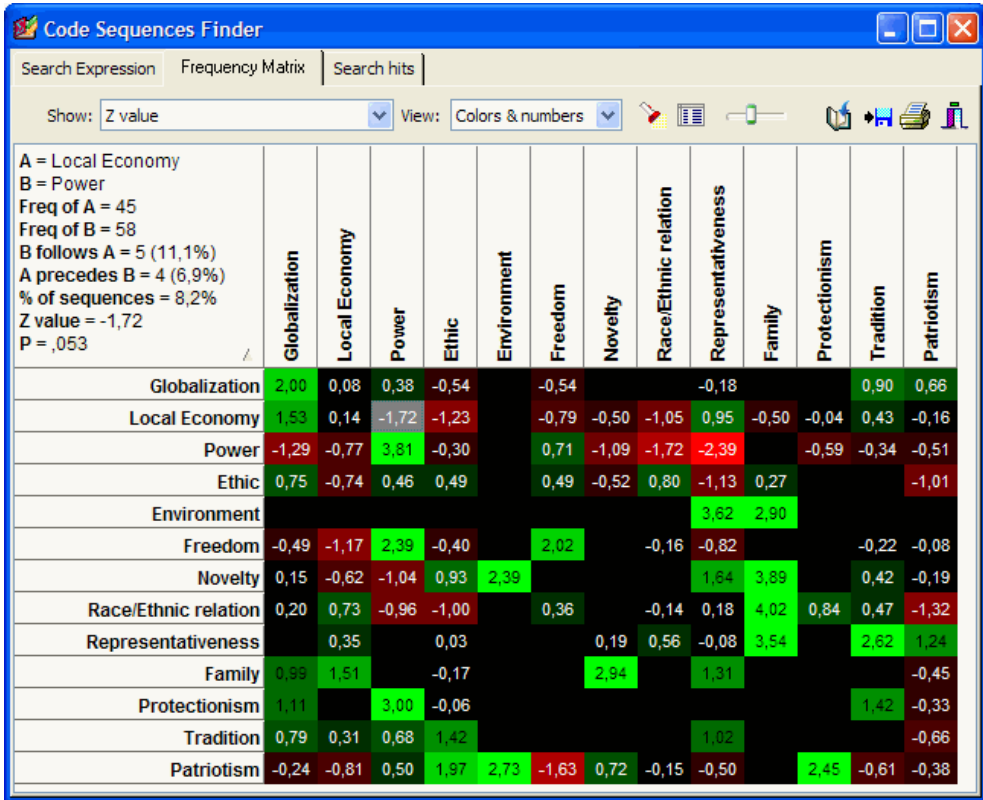 Code Sequences Finder
Search Expression Frequency Matrix Search hits
Show: Z value View: Colors & numbers
A = Local Economy
B = Power
Freq of A = 45
Freq of B = 58
B follows A = 5 (11,1%)
A precedes B = 4 (6,9%)
% of sequences = 8,2%
Z value = -1,72
P = ,053
Globalization Local Economy Power Ethic Environment Freedom Novelty Race/Ethnic relation Representativeness Family Protectionism Tradition Patriotism
Globalization 2,00 0,08 0,38 -0,54 -0,54 -0,18 0,90 0,66
Local Economy 1,53 0,14 -1,72 -1,23 -0,79 -0,50 -1,05 0,95 -0,50 -0,04 0,43 -0,16
Power -1,29 -0,77 3,81 -0,30 0,71 -1,09 -1,72 -2,39 -0,59 -0,34 -0,51
Ethic 0,75 -0,74 0,46 0,49 0,49 -0,52 0,80 -1,13 0,27 -1,01
Environment 3,62 2,90
Freedom -0,49 -1,17 2,39 -0,40 2,02 -0,16 -0,82 -0,22 -0,08
Novelty 0,15 -0,62 -1,04 0,93 2,39 1,64 3,89 0,42 -0,19
Race/Ethnic relation 0,20 0,73 -0,96 -1,00 0,36 -0,14 0,18 4,02 0,84 0,47 -1,32
Representativeness 0,35 0,03 0,19 0,56 -0,08 3,54 2,62 1,24
Family 0,99 1,51 -0,17 2,94 1,31 -0,45
Protectionism 1,11 3,00 -0,06 1,42 -0,33
Tradition 0,79 0,31 0,68 1,42 1,02 -0,66
Patriotism -0,24 -0,81 0,50 1,97 2,73 -1,63 0,72 -0,15 -0,50 2,45 -0,61 -0,38